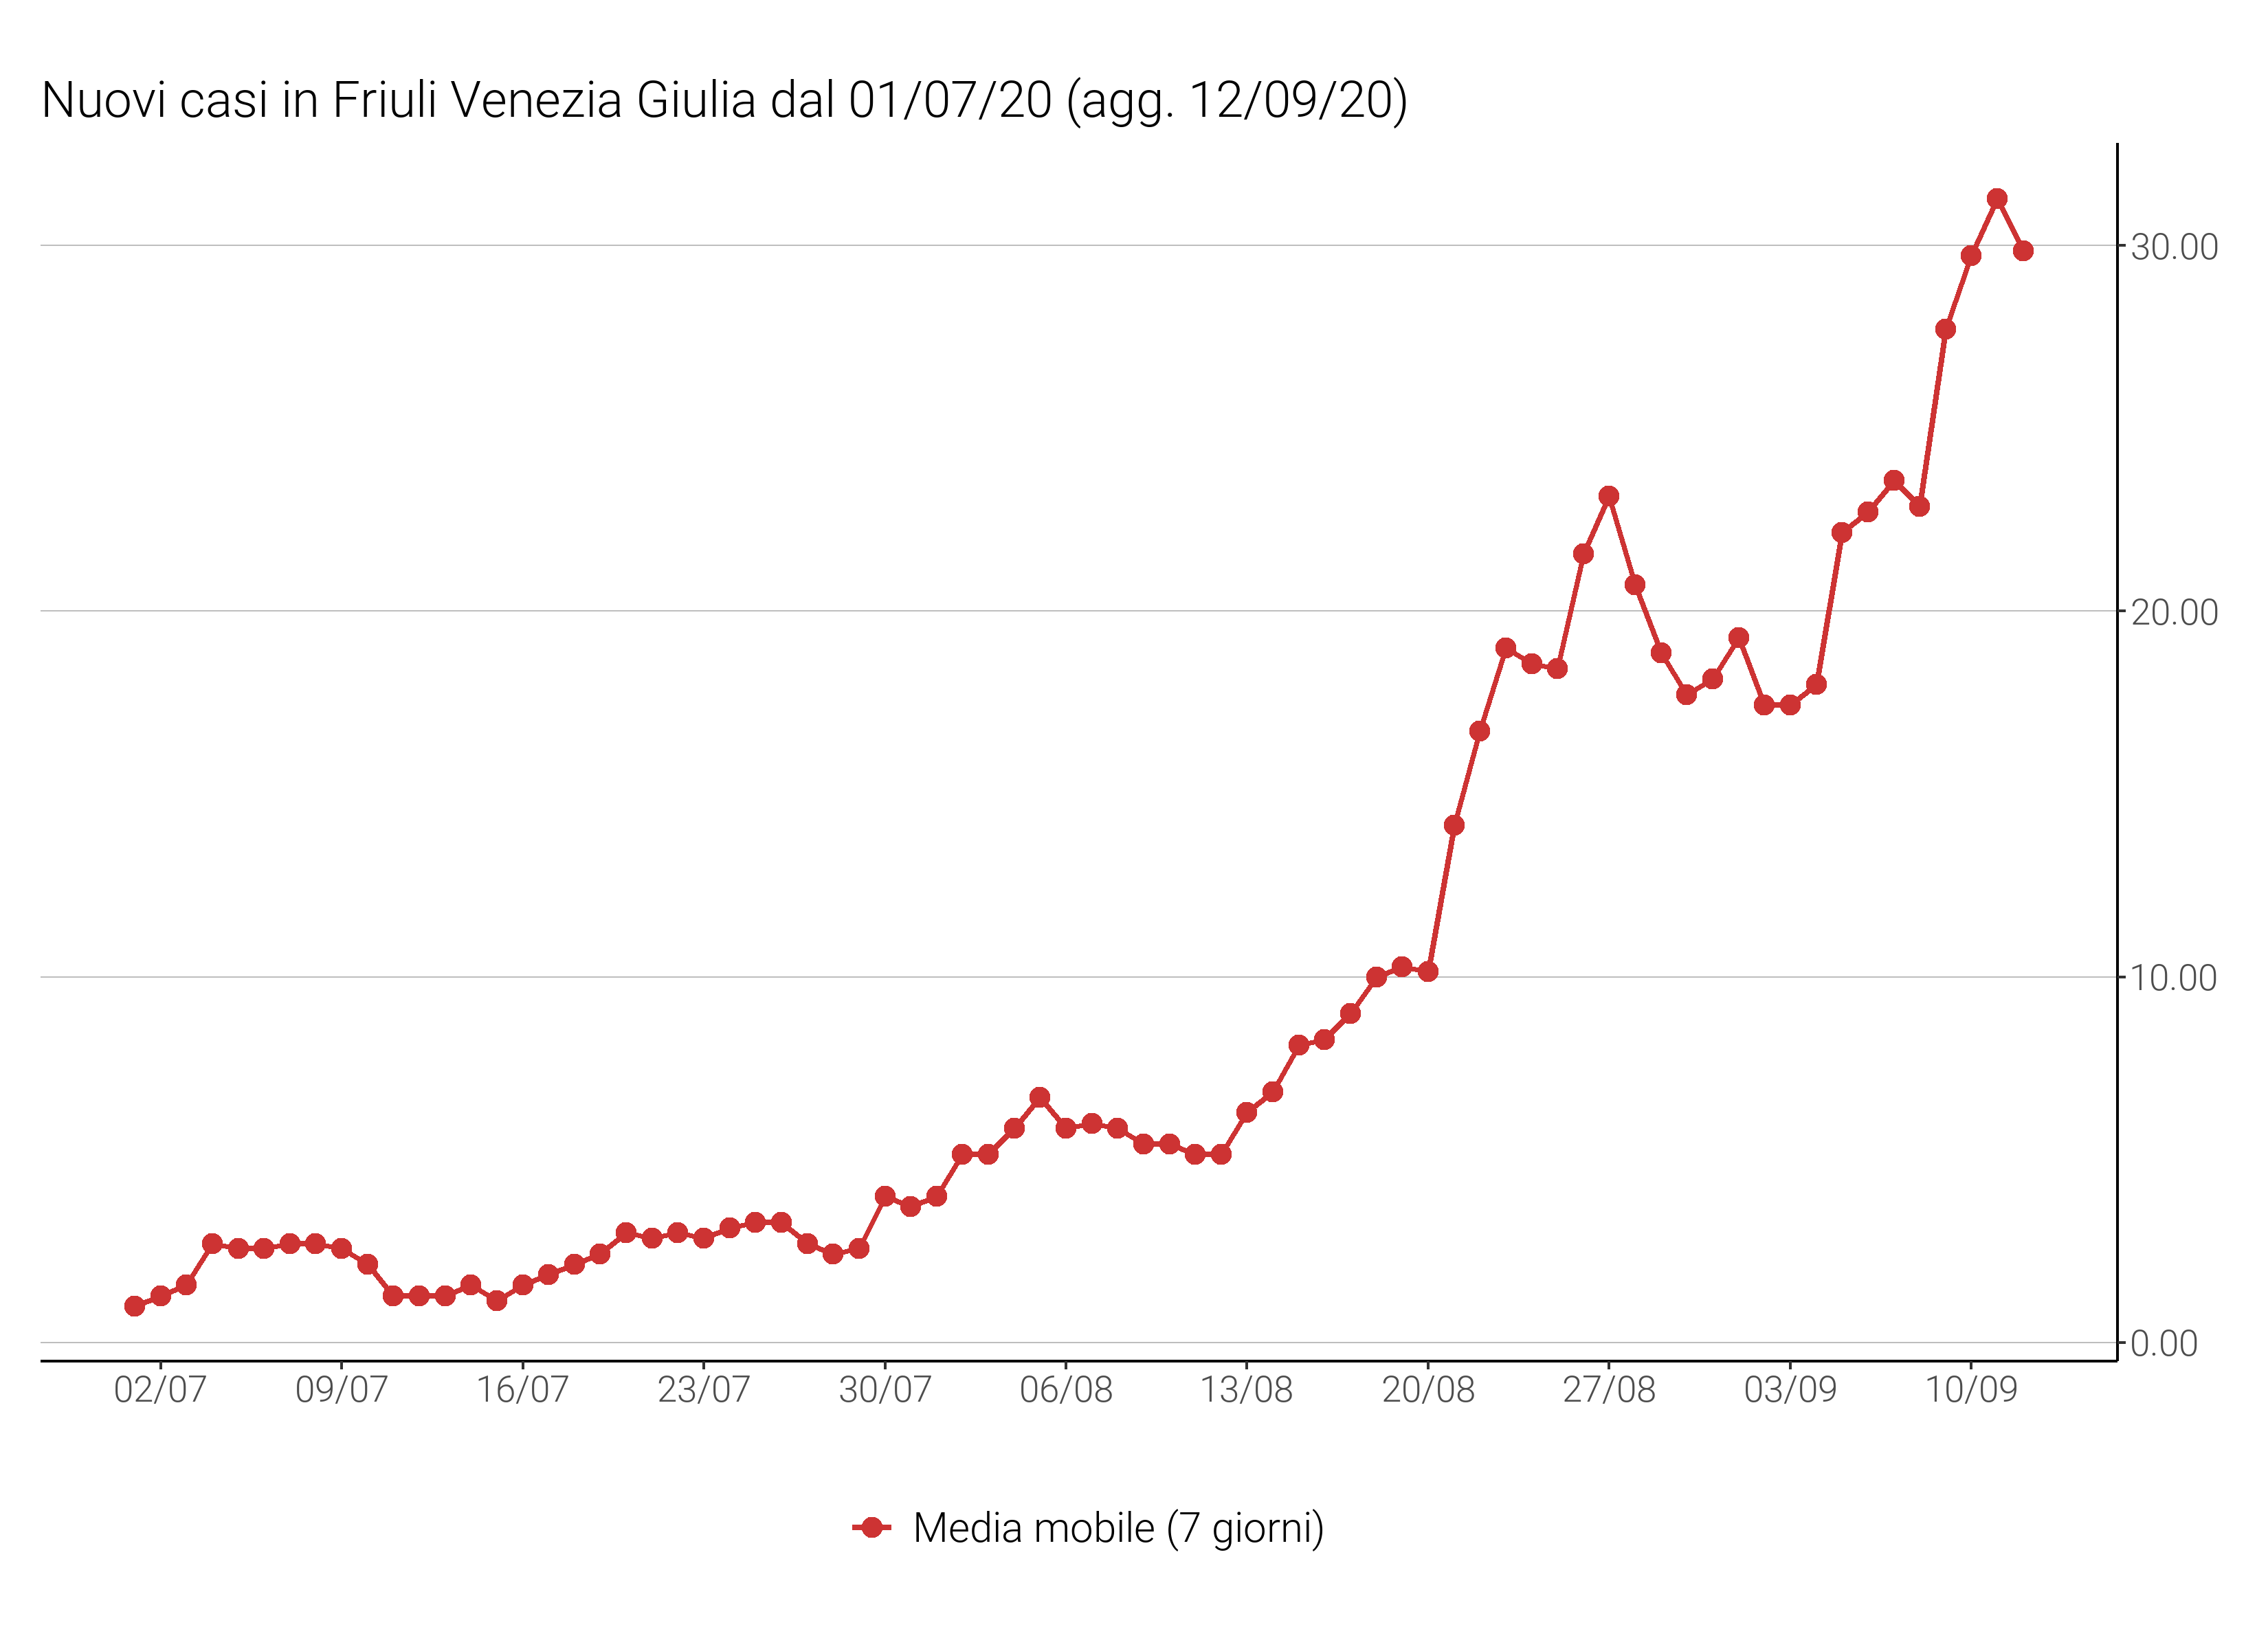 Nuovi casi in Friuli Venezia Giulia dal 01/07/20 (agg. 12/09/20)
30.00
20.00
10.00
0.00
02/07 09/07 16/07 23/07 30/07 06/08 13/08 20/08 27/08 03/09 10/09
Media mobile (7 giorni)